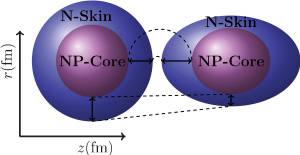 N-Skin
N-Skin
NP-Core
NP-Core
r(fm)
z(fm)